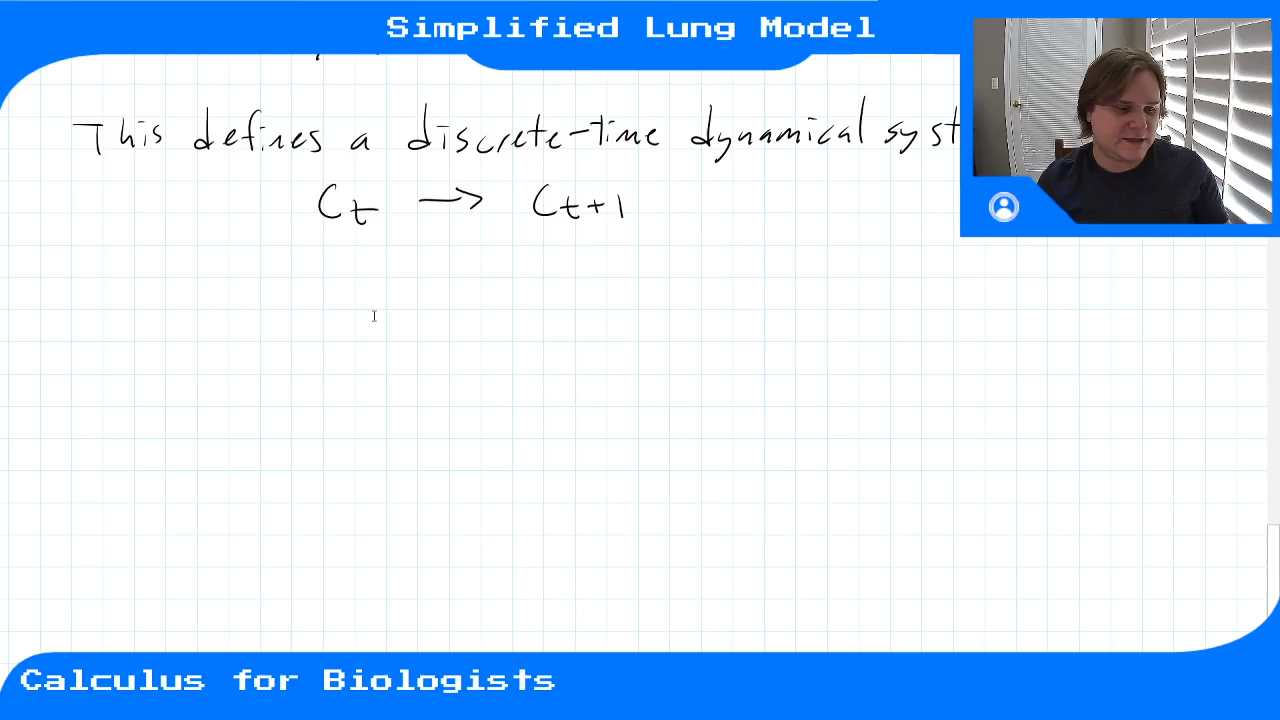 Simplified Lung Model
This defines a discrete-time dynamical syst
Ct → Ct+1
Calculus for Biologists